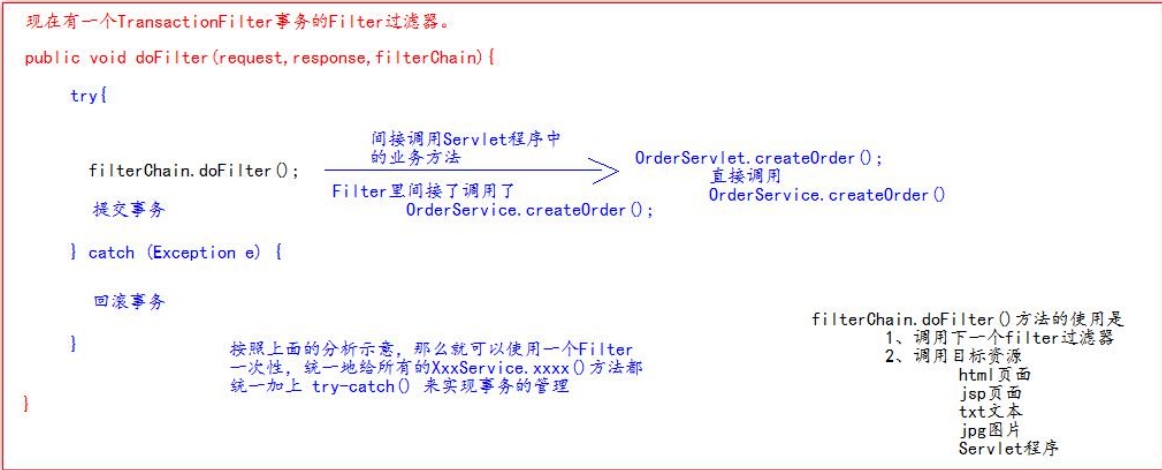 现在有一个TransactionFilter事务的Filter过滤器。
public void doFilter(request,response,filterChain){
try{
间接调用Servlet程序中
的业务方法
filterChain.doFilter();
OrderServlet.createOrder();
直接调用
OrderService.createOrder()
Filter里间接了调用了
OrderService.createOrder();
提交事务
} catch (Exception e) {
回滚事务
}
按照上面的分析示意，那么就可以使用一个Filter
一次性，统一地给所有的XxxService.xxxx()方法都
统一加上 try-catch() 来实现事务的管理
}
filterChain.doFilter()方法的使用是
1、调用下一个filter过滤器
2、调用目标资源
html页面
jsp页面
txt文本
jpg图片
Servlet程序